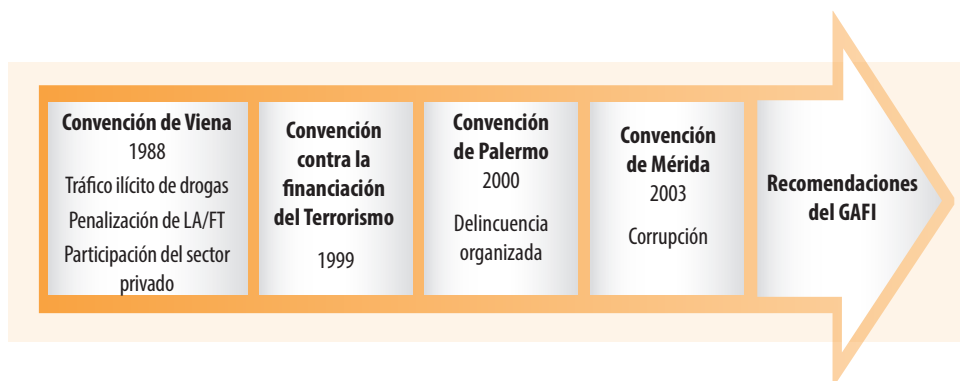 Convención de Viena
1988
Tráfico ilícito de drogas
Penalización de LA/FT
Participación del sector
privado
Convención
contra la
financiación
del Terrorismo
1999
Convención
de Palermo
2000
Delincuencia
organizada
Convención
de Mérida
2003
Corrupción
Recomendaciones
del GAFI